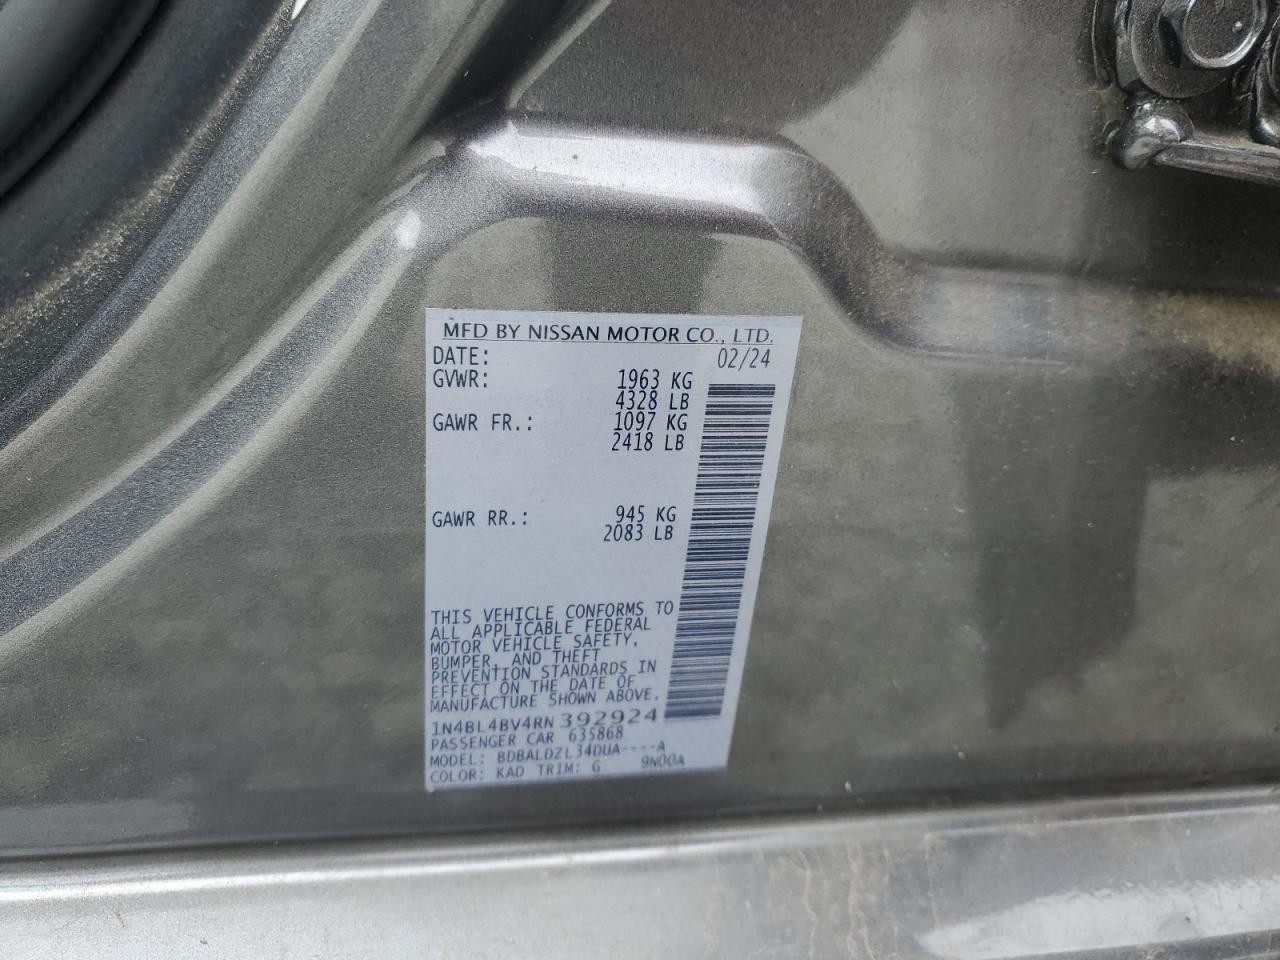 MFD BY NISSAN MOTOR CO., LTD.
DATE: 02/24
GVWR: 1963 KG
4328 LB
GAWR FR.: 1097 KG
2418 LB
GAWR RR.: 945 KG
2083 LB
THIS VEHICLE CONFORMS TO
ALL APPLICABLE FEDERAL
MOTOR VEHICLE SAFETY,
BUMPER, AND THEFT
PREVENTION STANDARDS IN
EFFECT ON THE DATE OF
MANUFACTURE SHOWN ABOVE.
1N4BL4BV4RN392924
PASSENGER CAR 635868
MODEL: BDBALDZL34DUA----A
COLOR: KAD TRIM: G 9N00A